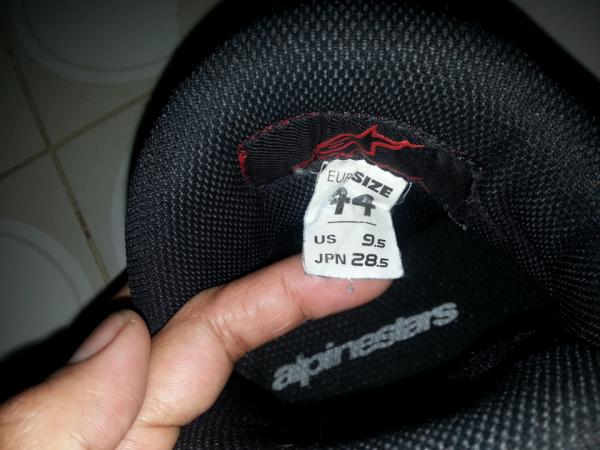 EUR SIZE
44
US 9.5
JPN 28.5
alpinestars